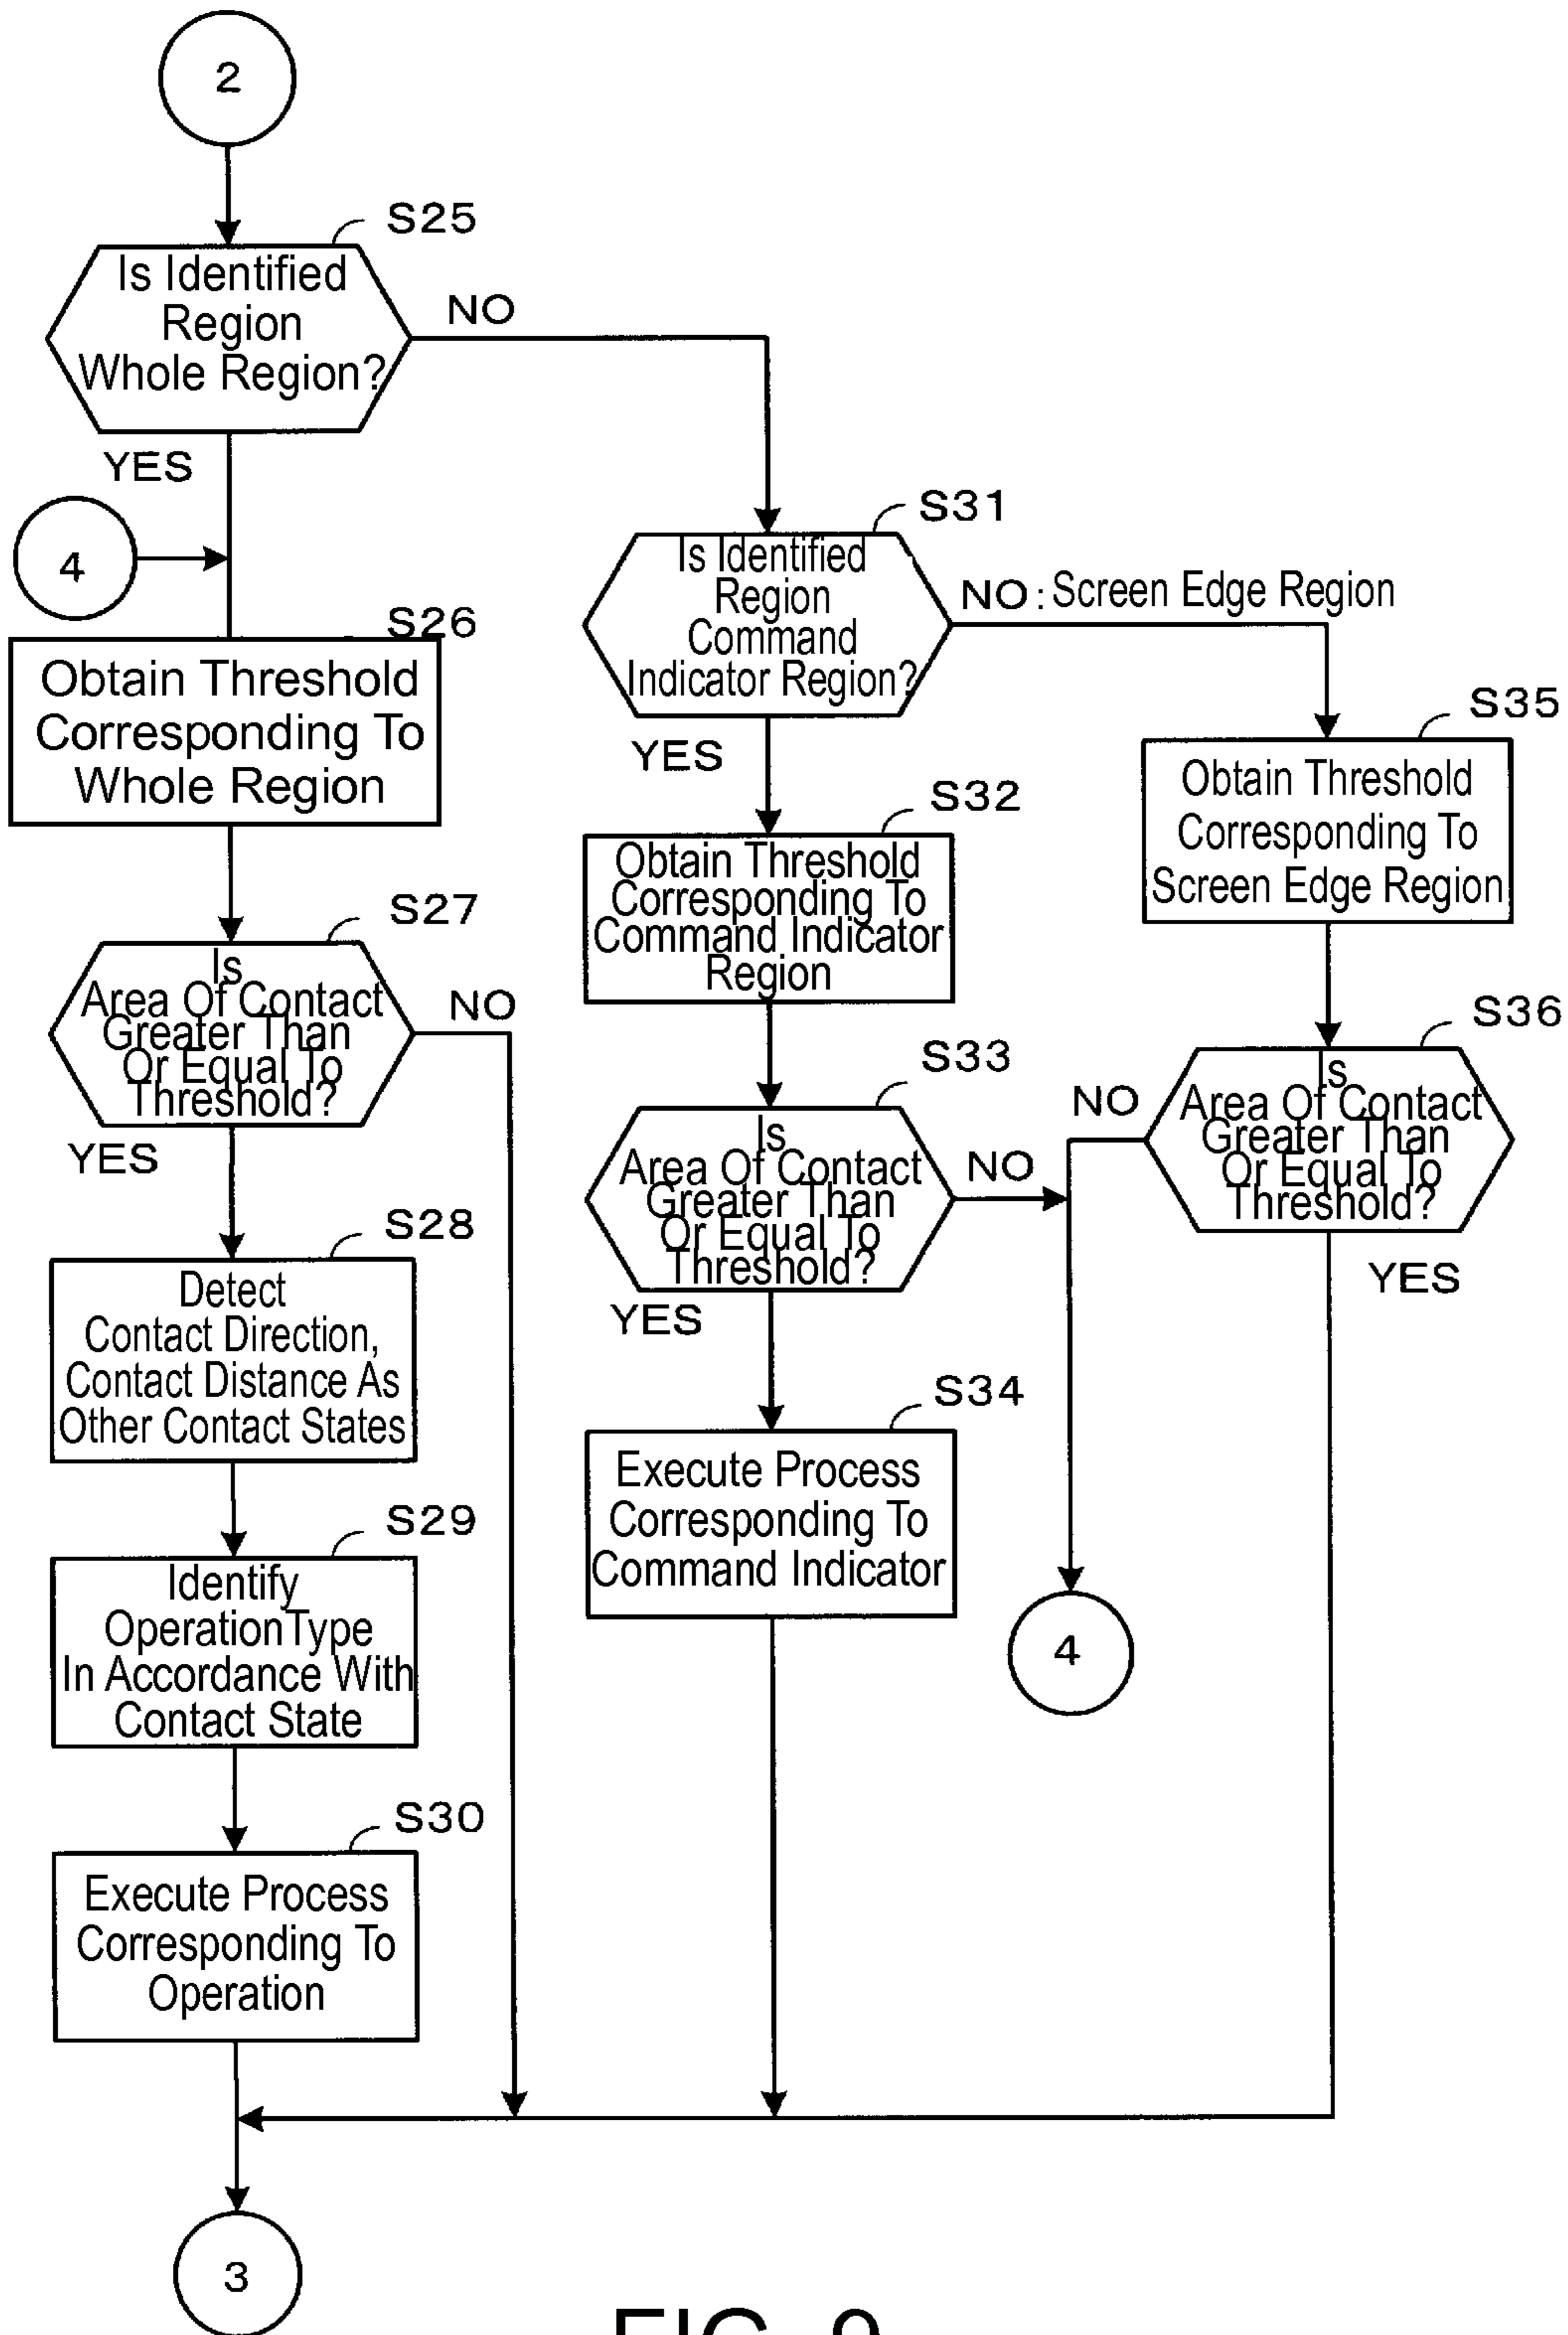 2
S25
Is Identified
Region
Whole Region?
NO
YES
4
S26
Obtain Threshold
Corresponding To
Whole Region
S27
Is
Area Of Contact
Greater Than
Or Equal To
Threshold?
NO
YES
S28
Detect
Contact Direction,
Contact Distance As
Other Contact States
S29
Identify
OperationType
In Accordance With
Contact State
S30
Execute Process
Corresponding To
Operation
3
S31
Is Identified
Region
Command
Indicator Region?
NO : Screen Edge Region
YES
S32
Obtain Threshold
Corresponding To
Command Indicator
Region
S33
Is
Area Of Contact
Greater Than
Or Equal To
Threshold?
NO
YES
S34
Execute Process
Corresponding To
Command Indicator
4
S35
Obtain Threshold
Corresponding To
Screen Edge Region
S36
Is
Area Of Contact
Greater Than
Or Equal To
Threshold?
NO
YES